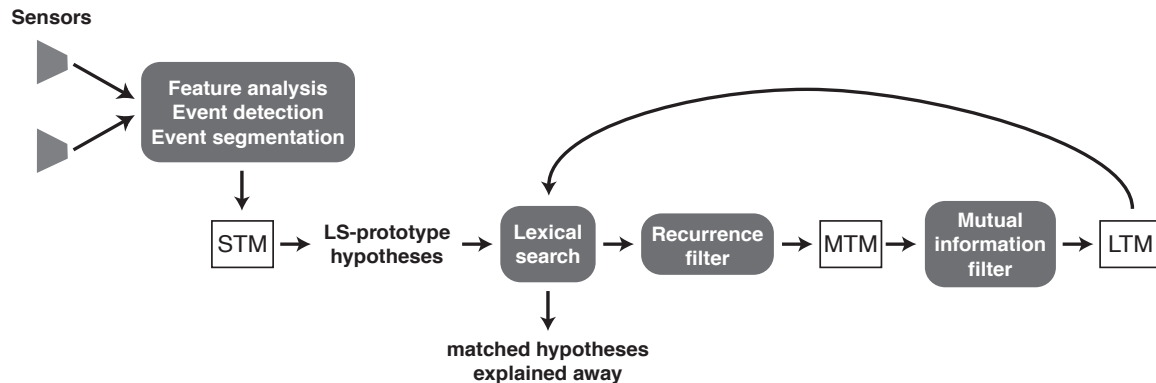 Sensors
Feature analysis
Event detection
Event segmentation
STM
LS-prototype
hypotheses
Lexical
search
Recurrence
filter
MTM
Mutual
information
filter
LTM
matched hypotheses
explained away